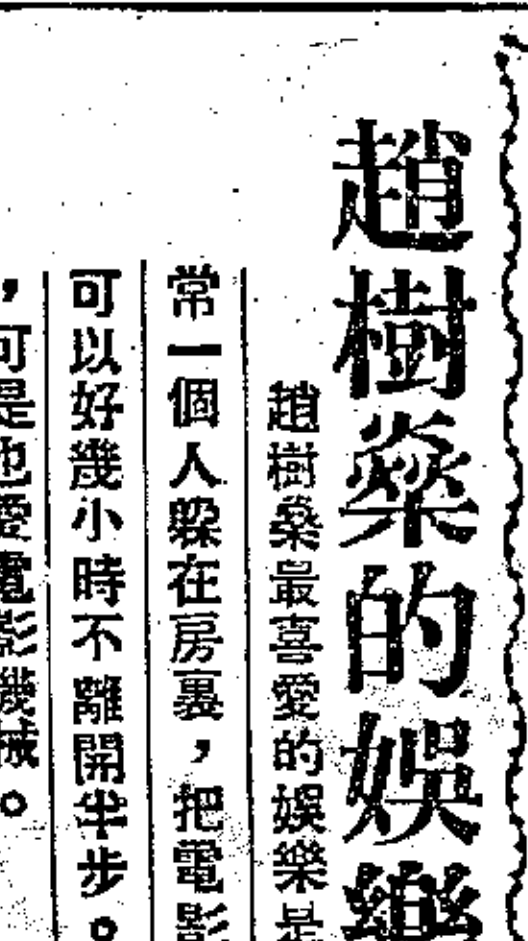 趙樹燊的娛樂
趙樹燊最喜愛的娛樂是
常一個人躱在房裏，把電影
可以好幾小時不離開半步。
，可是他愛電影機械。